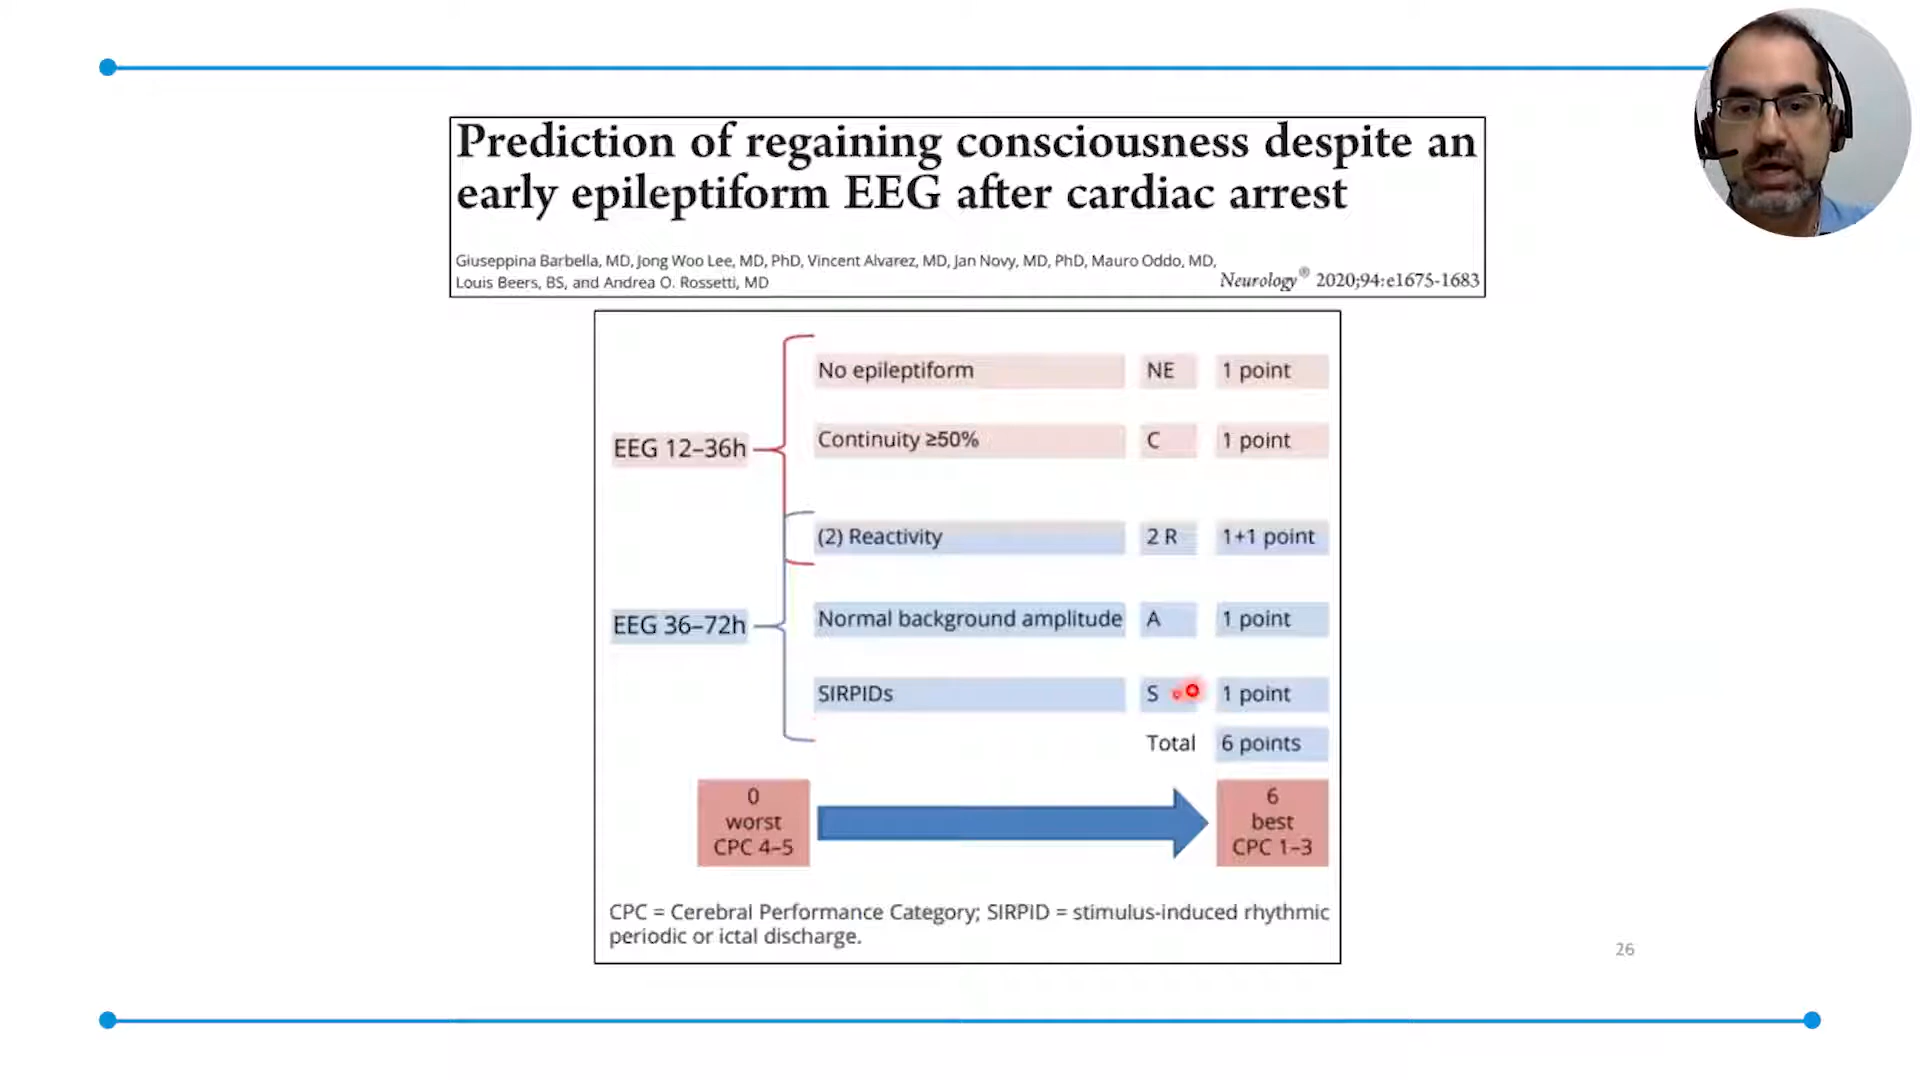 Prediction of regaining consciousness despite an
early epileptiform EEG after cardiac arrest
Giuseppina Barbella, MD, Jong Woo Lee, MD, PhD, Vincent Alvarez, MD, Jan Novy, MD, PhD, Mauro Oddo, MD,
Louis Beers, BS, and Andrea O. Rossetti, MD
Neurology® 2020;94:e1675-1683
EEG 12–36h
No epileptiform NE 1 point
Continuity ≥50% C 1 point
(2) Reactivity 2 R 1+1 point
EEG 36–72h
Normal background amplitude A 1 point
SIRPIDs S 1 point
Total 6 points
0
worst
CPC 4–5
6
best
CPC 1–3
CPC = Cerebral Performance Category; SIRPID = stimulus-induced rhythmic
periodic or ictal discharge.
26